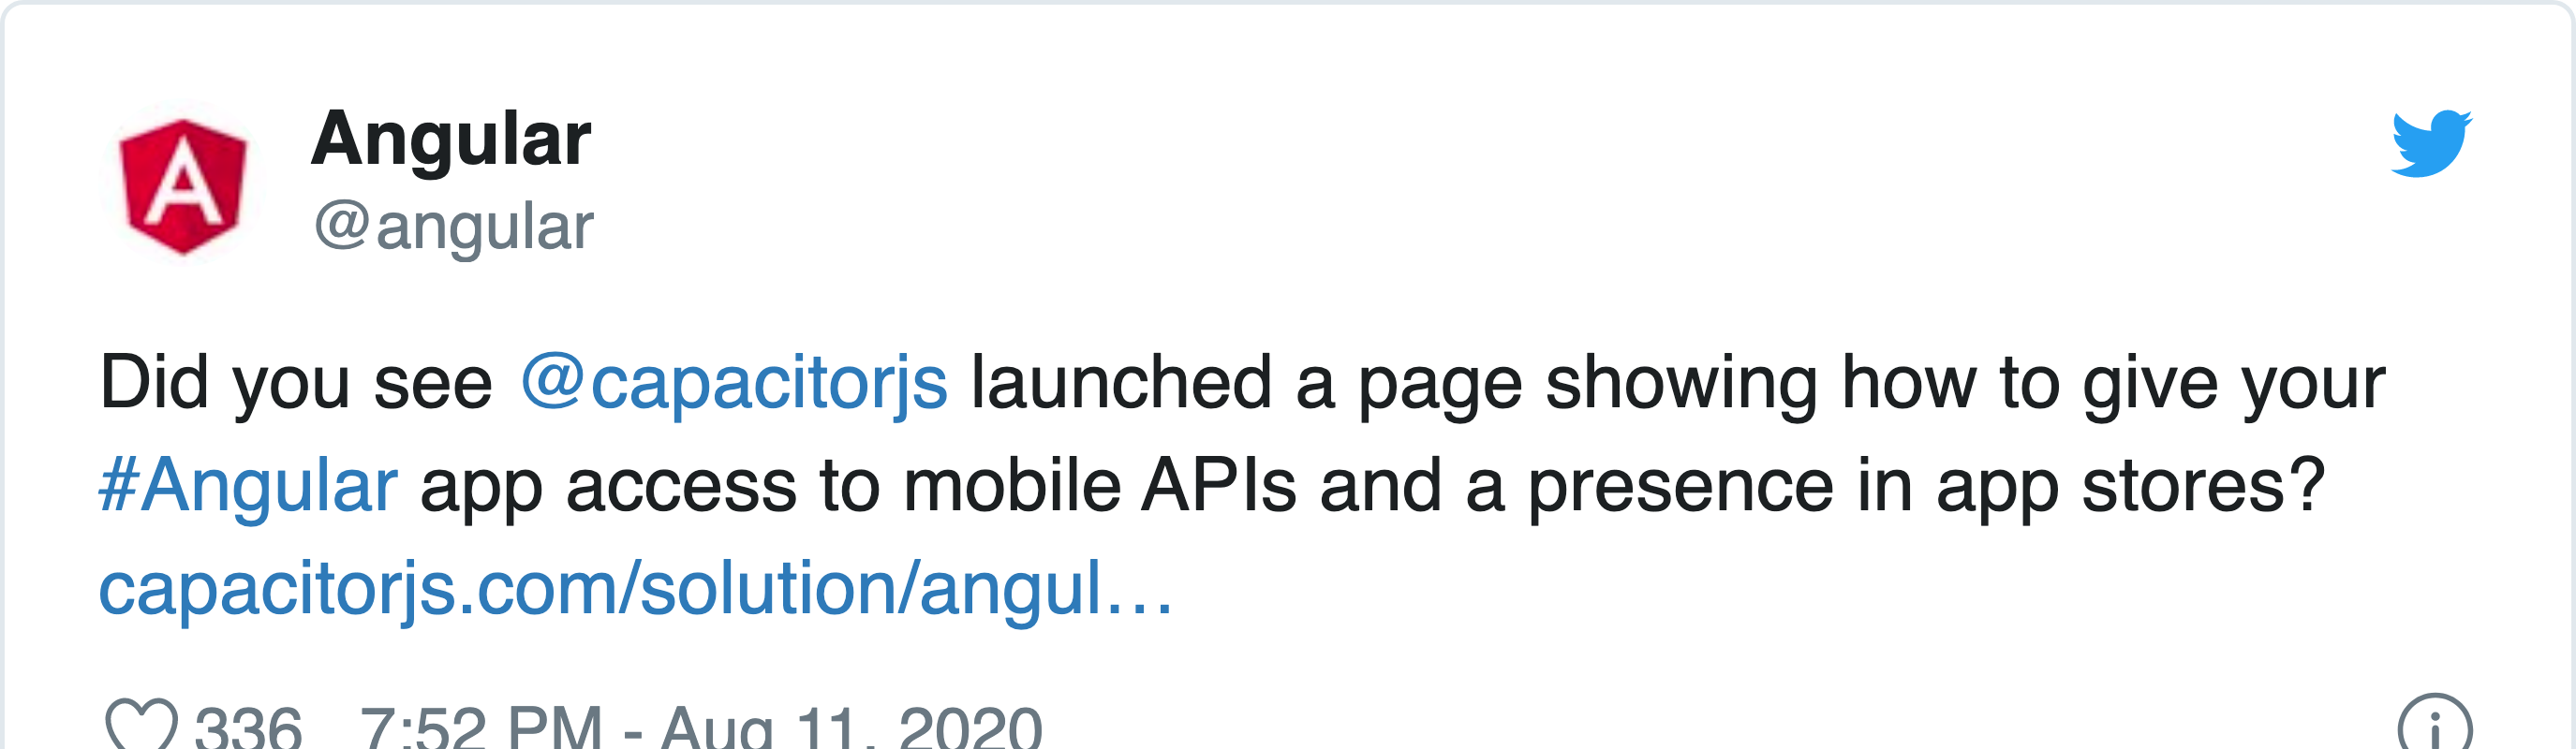 Angular
@angular
Did you see @capacitorjs launched a page showing how to give your
#Angular app access to mobile APIs and a presence in app stores?
capacitorjs.com/solution/angul…
336 7:52 PM - Aug 11, 2020